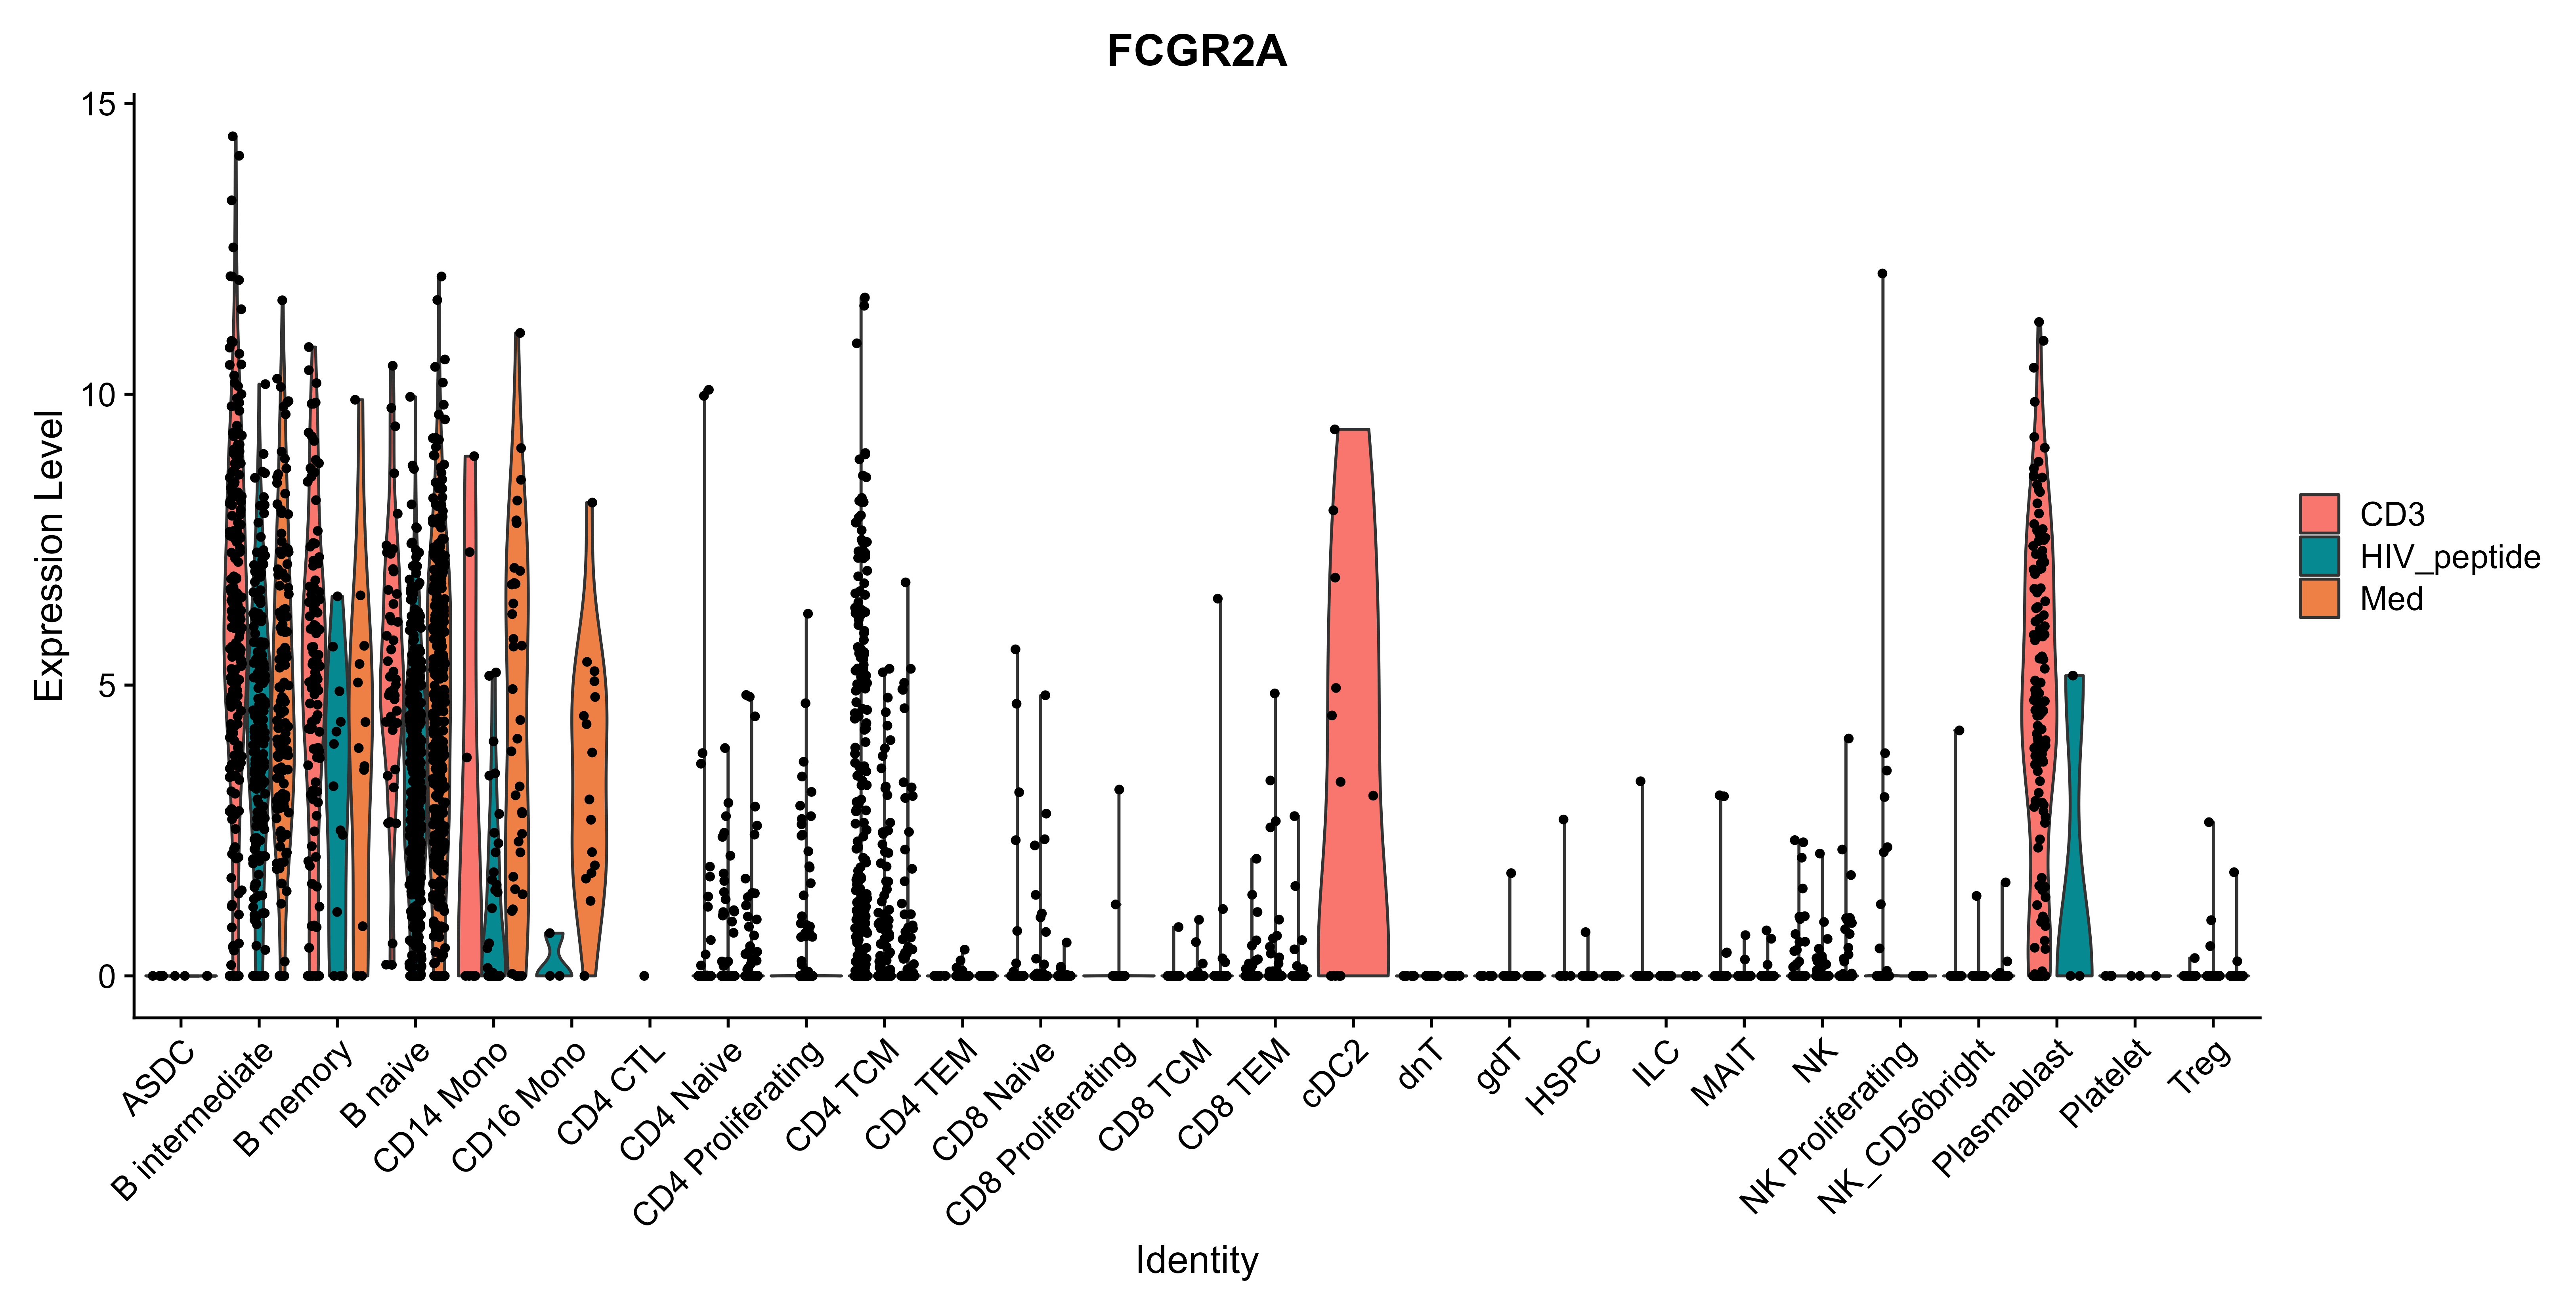 FCGR2A
15
10
5
0
Expression Level
ASDC
B intermediate
B memory
B naive
CD14 Mono
CD16 Mono
CD4 CTL
CD4 Naive
CD4 Proliferating
CD4 TCM
CD4 TEM
CD8 Naive
CD8 Proliferating
CD8 TCM
CD8 TEM
cDC2
dnT
gdT
HSPC
ILC
MAIT
NK
NK Proliferating
NK_CD56bright
Plasmablast
Platelet
Treg
Identity
CD3
HIV_peptide
Med